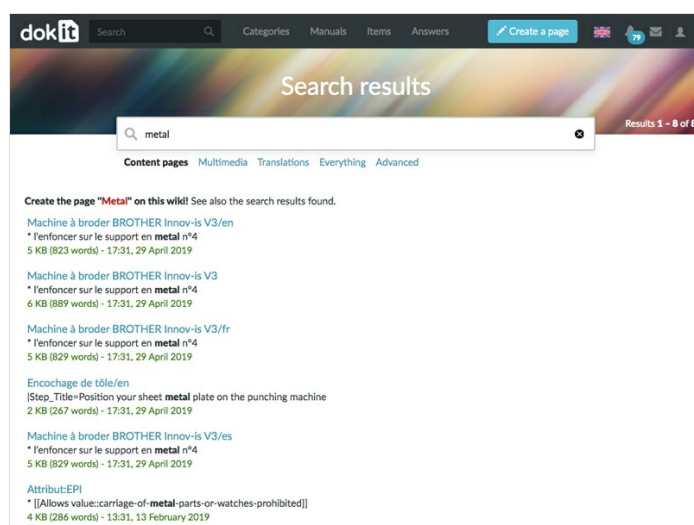 dokit
Search
Categories Manuals Items Answers
Create a page
79
Search results
Results 1 – 8 of 8
metal
Content pages Multimedia Translations Everything Advanced
Create the page "Metal" on this wiki! See also the search results found.
Machine à broder BROTHER Innov-is V3/en
* l'enfoncer sur le support en metal n°4
5 KB (823 words) - 17:31, 29 April 2019
Machine à broder BROTHER Innov-is V3
* l'enfoncer sur le support en metal n°4
6 KB (889 words) - 17:31, 29 April 2019
Machine à broder BROTHER Innov-is V3/fr
* l'enfoncer sur le support en metal n°4
5 KB (829 words) - 17:31, 29 April 2019
Encochage de tôle/en
|Step_Title=Position your sheet metal plate on the punching machine
2 KB (267 words) - 17:31, 29 April 2019
Machine à broder BROTHER Innov-is V3/es
* l'enfoncer sur le support en metal n°4
5 KB (829 words) - 17:31, 29 April 2019
Attribut:EPI
* [[Allows value::carriage-of-metal-parts-or-watches-prohibited]]
4 KB (286 words) - 13:31, 13 February 2019